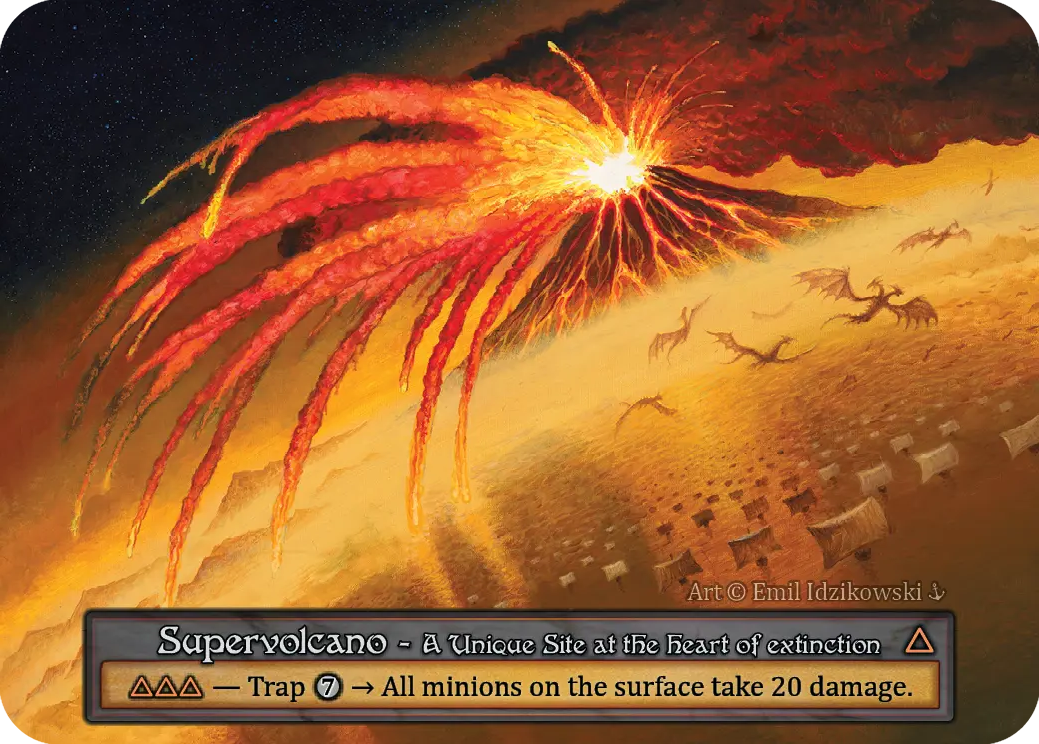 Art © Emil Idzikowski
Supervolcano - A Unique Site at the heart of extinction
🜂🜂🜂 — Trap ⑦ → All minions on the surface take 20 damage.